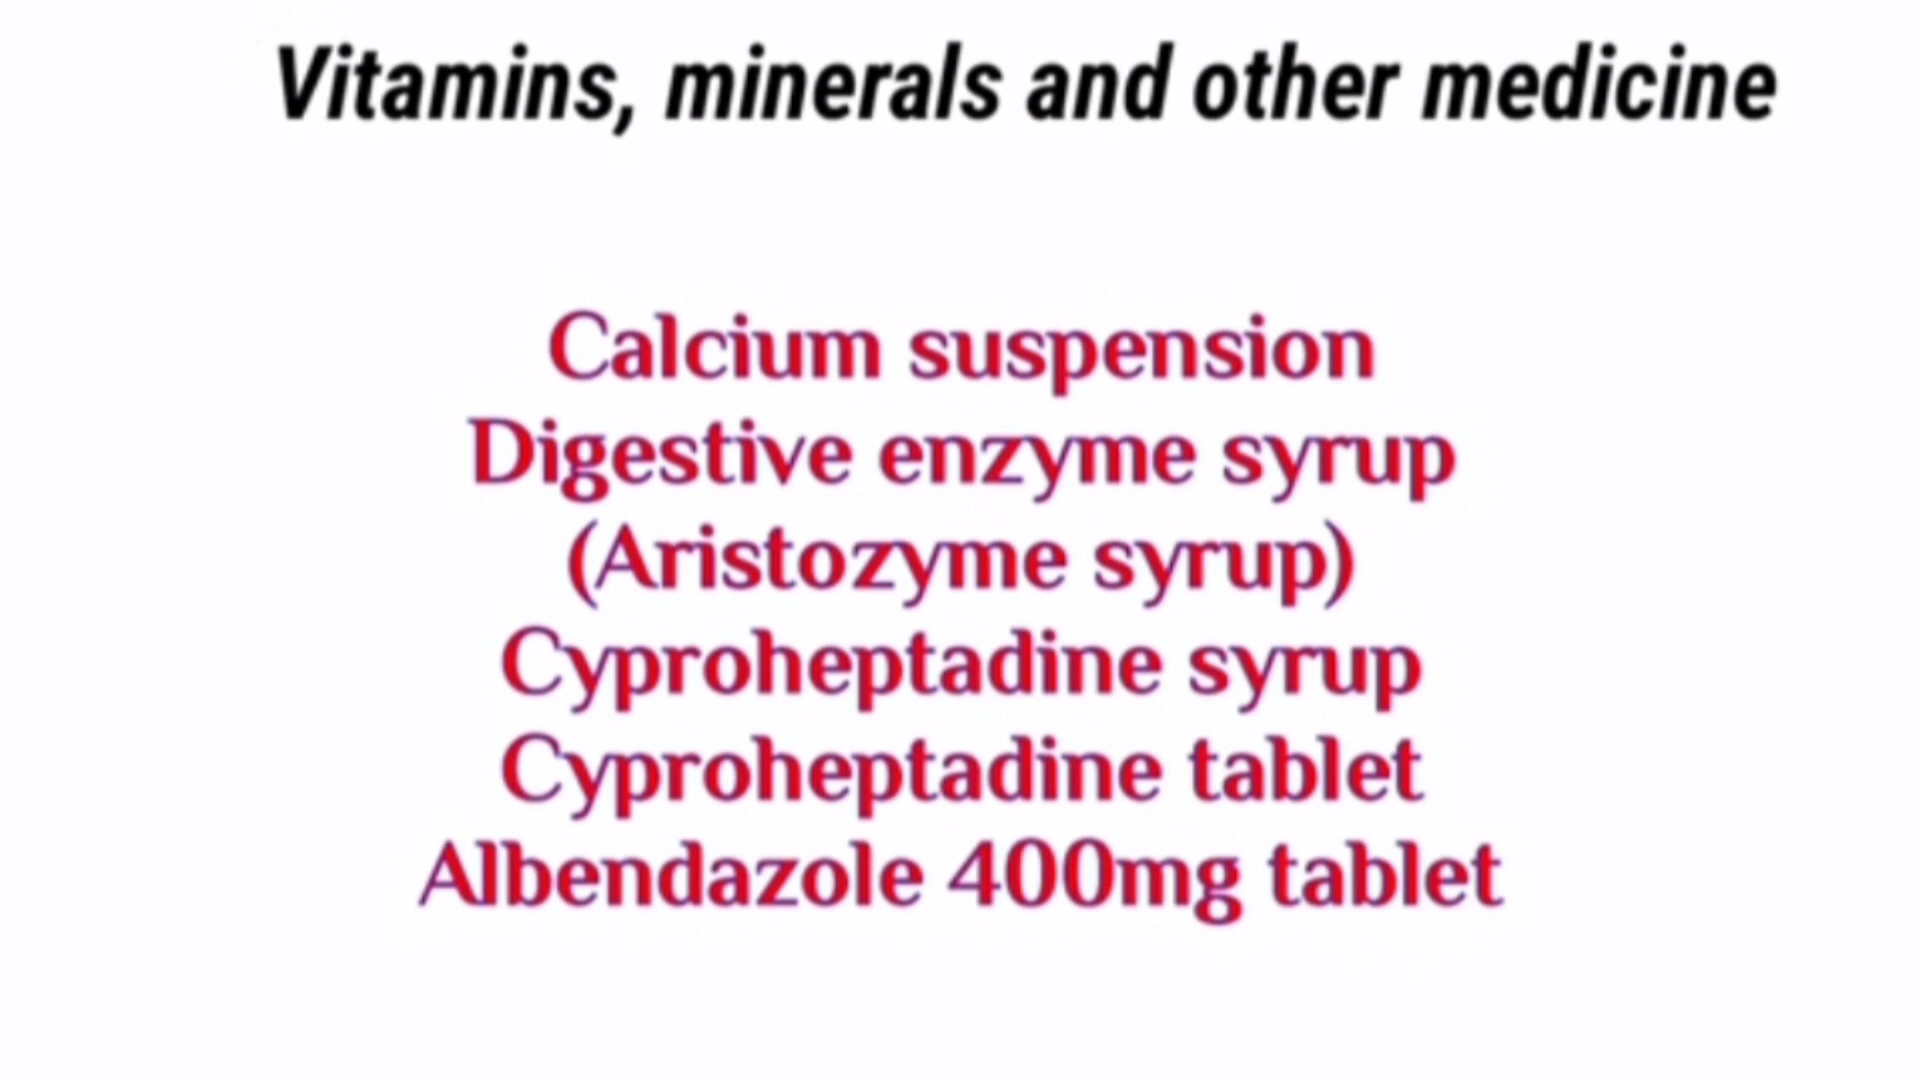 Vitamins, minerals and other medicine
Calcium suspension
Digestive enzyme syrup
(Aristozyme syrup)
Cyproheptadine syrup
Cyproheptadine tablet
Albendazole 400mg tablet